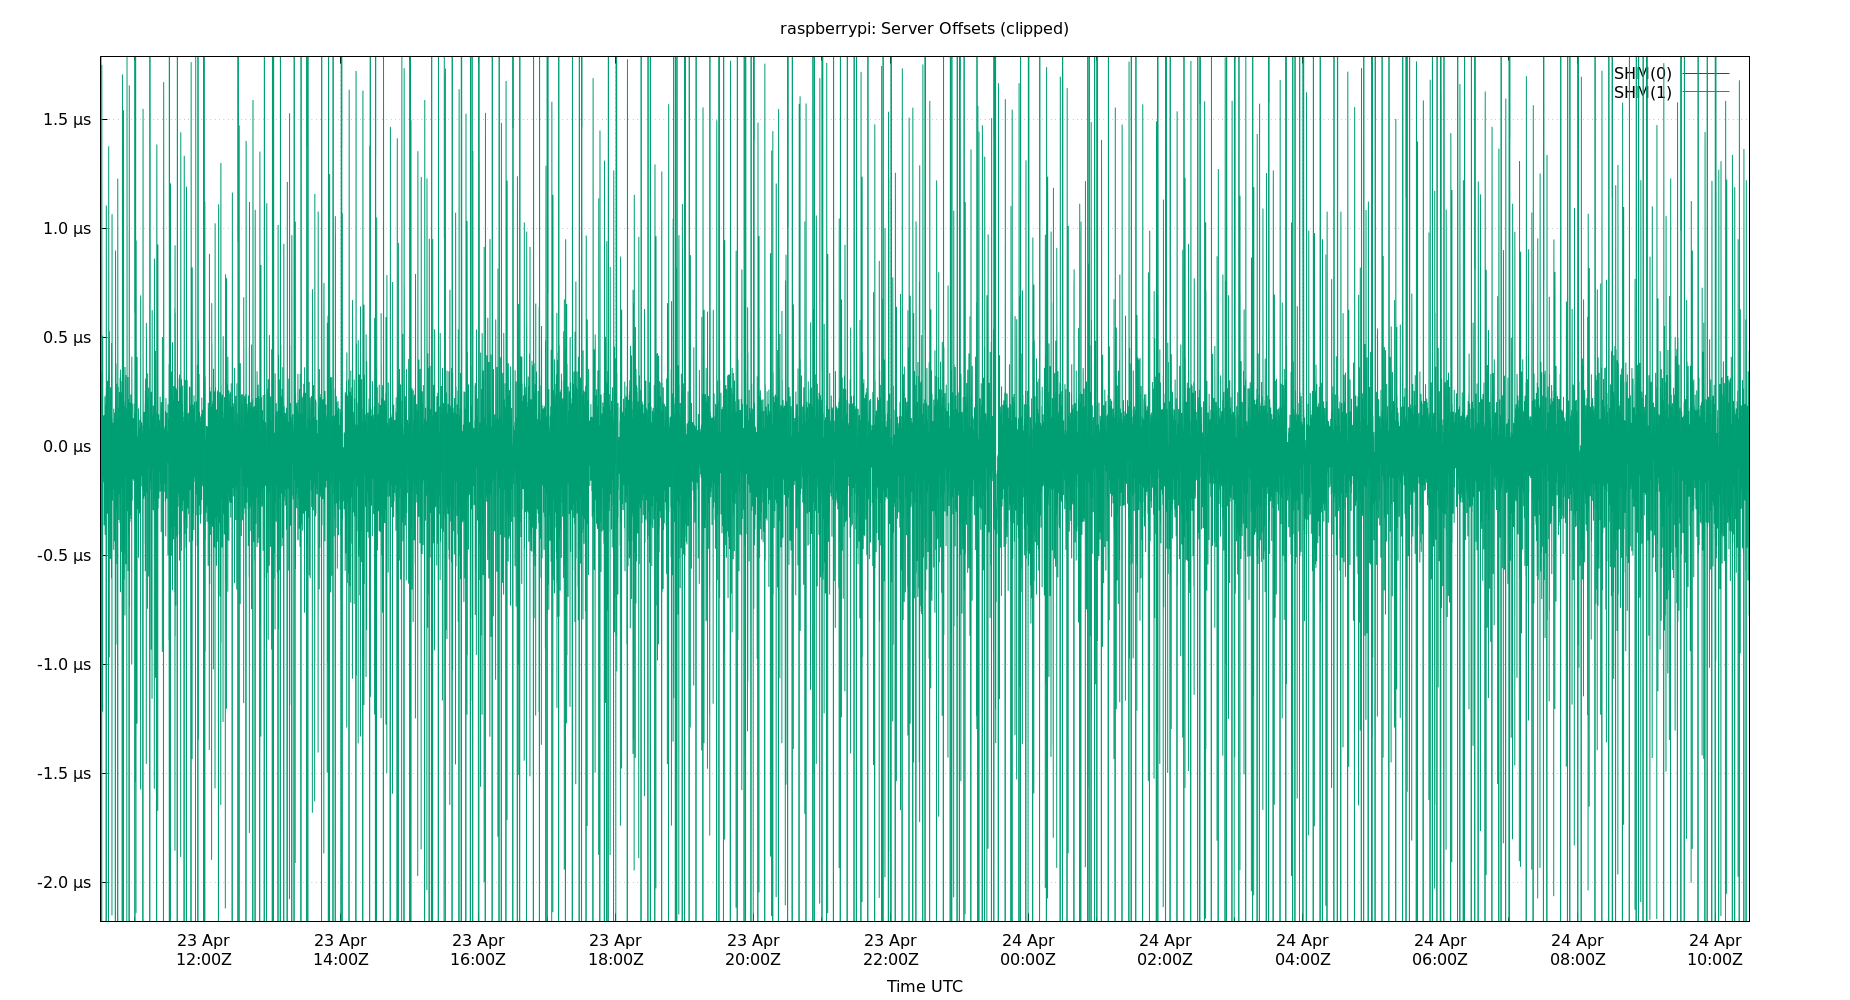 raspberrypi: Server Offsets (clipped)
SHM(0)
SHM(1)
1.5 µs
1.0 µs
0.5 µs
0.0 µs
-0.5 µs
-1.0 µs
-1.5 µs
-2.0 µs
23 Apr 23 Apr 23 Apr 23 Apr 23 Apr 23 Apr 24 Apr 24 Apr 24 Apr 24 Apr 24 Apr 24 Apr
12:00Z 14:00Z 16:00Z 18:00Z 20:00Z 22:00Z 00:00Z 02:00Z 04:00Z 06:00Z 08:00Z 10:00Z
Time UTC